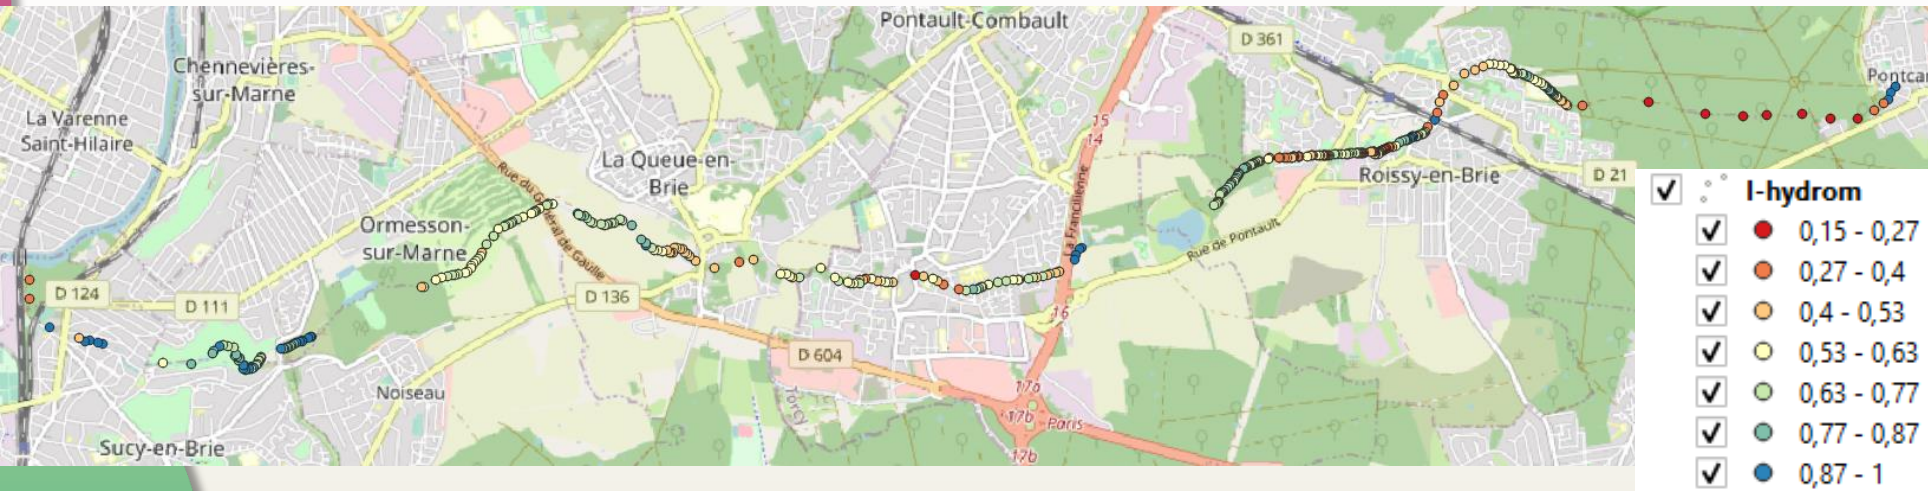 Pontault-Combault
D 361
Chennevières-
sur-Marne
Pontcar
La Varenne
Saint-Hilaire
15
14
La Queue-en-
Brie
Rue du Général de Gaulle
La Francilienne
Roissy-en-Brie
D 21
Ormesson-
sur-Marne
Rue de Pontault
D 124
D 111
D 136
16
D 604
Noiseau
Torcy
17a
17b
Paris
17b
Sucy-en-Brie
I-hydrom
0,15 - 0,27
0,27 - 0,4
0,4 - 0,53
0,53 - 0,63
0,63 - 0,77
0,77 - 0,87
0,87 - 1